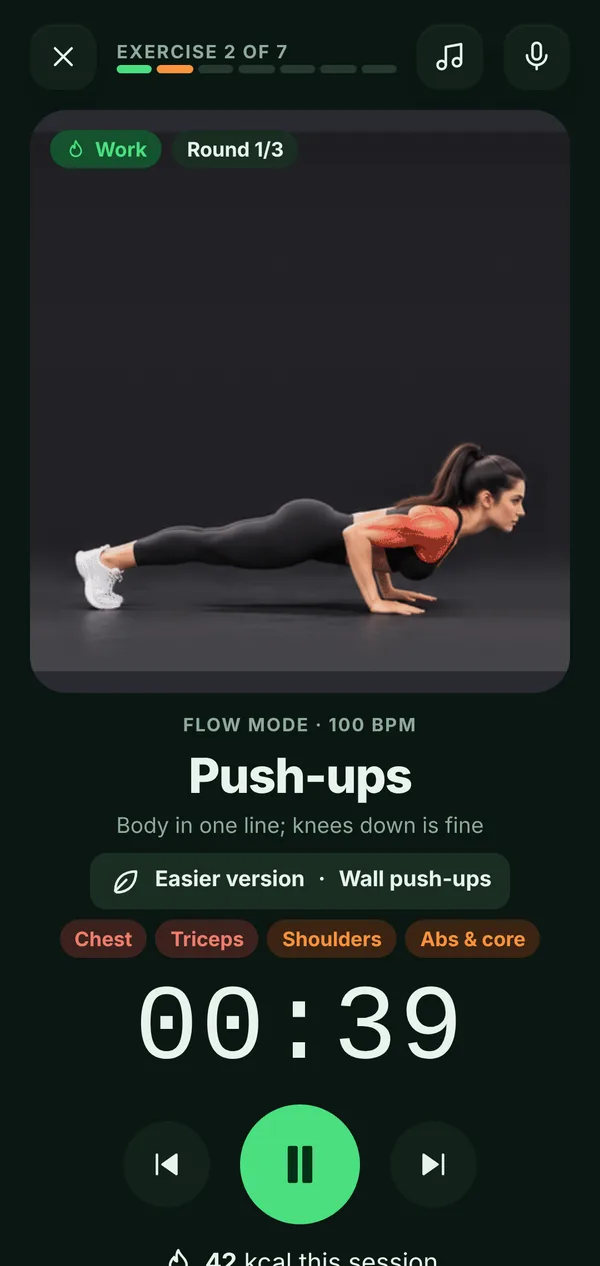 EXERCISE 2 OF 7
Work
Round 1/3
FLOW MODE · 100 BPM
Push-ups
Body in one line; knees down is fine
Easier version · Wall push-ups
Chest Triceps Shoulders Abs & core
00:39
42 kcal this session